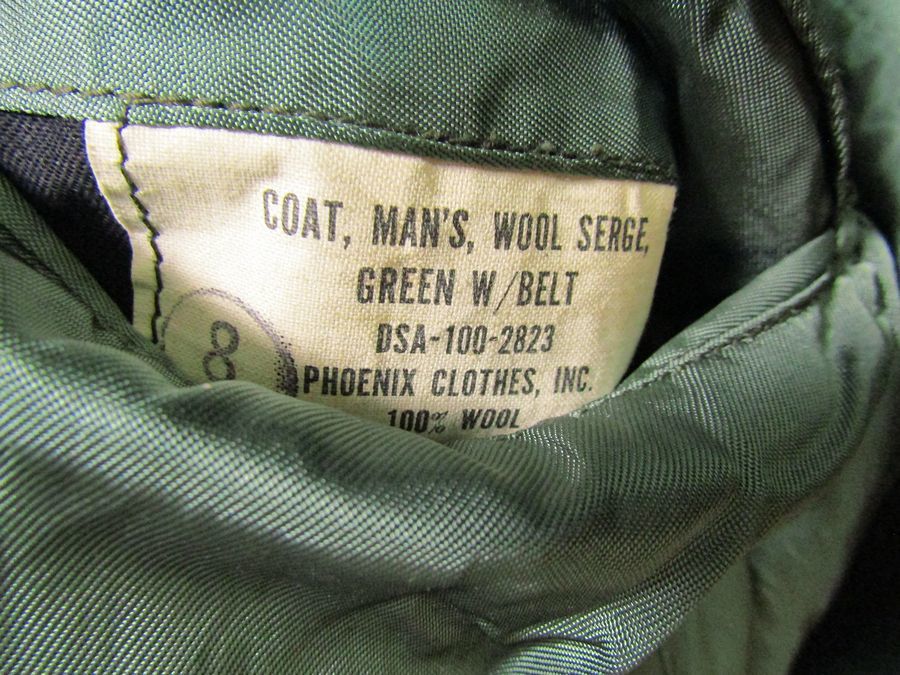 COAT, MAN'S, WOOL SERGE,
GREEN W/BELT
DSA-100-2823
8
PHOENIX CLOTHES, INC.
100% WOOL